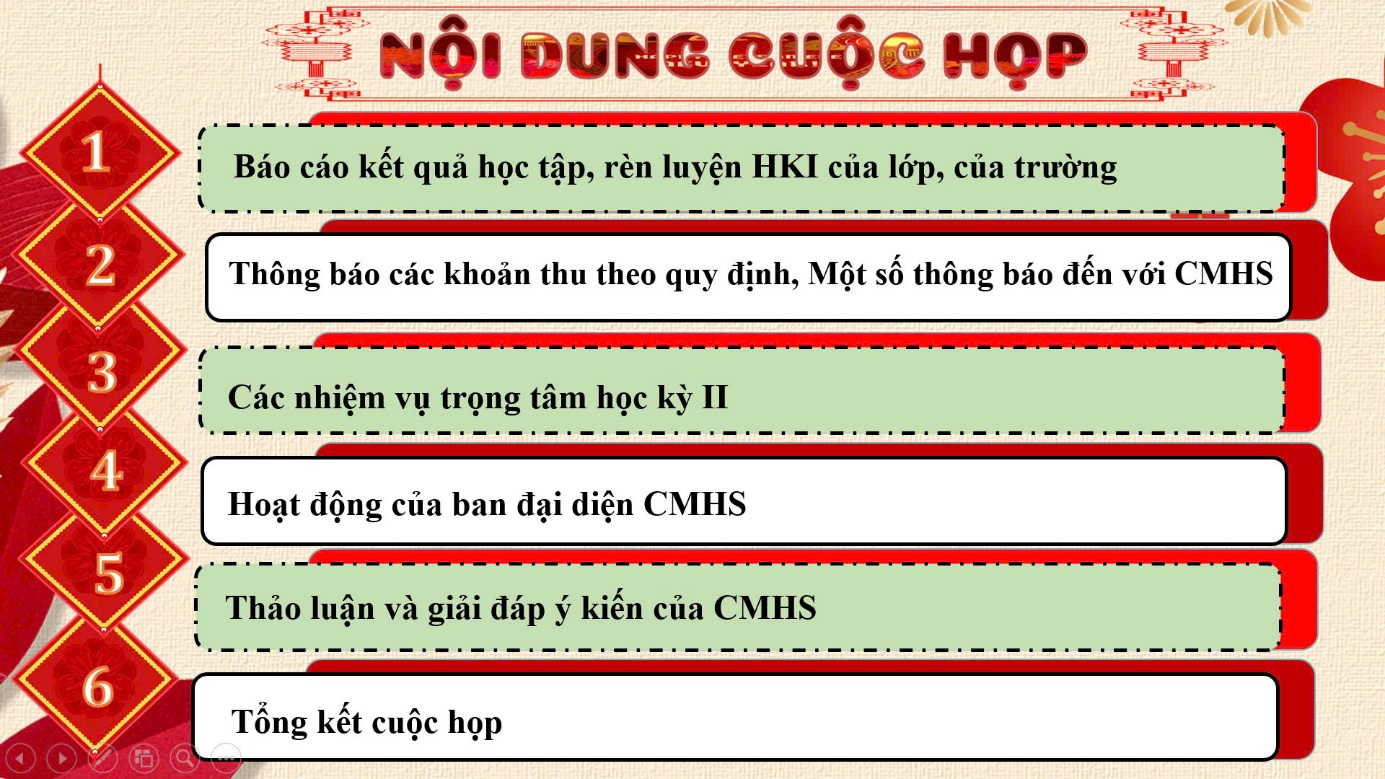 NỘI DUNG CUỘC HỌP
1
Báo cáo kết quả học tập, rèn luyện HKI của lớp, của trường
2
Thông báo các khoản thu theo quy định, Một số thông báo đến với CMHS
3
Các nhiệm vụ trọng tâm học kỳ II
4
Hoạt động của ban đại diện CMHS
5
Thảo luận và giải đáp ý kiến của CMHS
6
Tổng kết cuộc họp